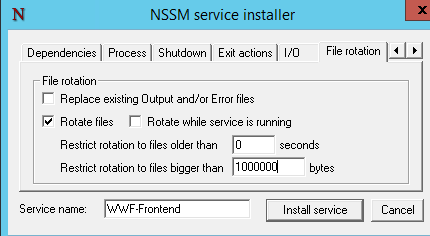 N NSSM service installer x
Dependencies Process Shutdown Exit actions I/O File rotation
File rotation
Replace existing Output and/or Error files
Rotate files Rotate while service is running
Restrict rotation to files older than 0 seconds
Restrict rotation to files bigger than 1000000 bytes
Service name: WWF-Frontend Install service Cancel